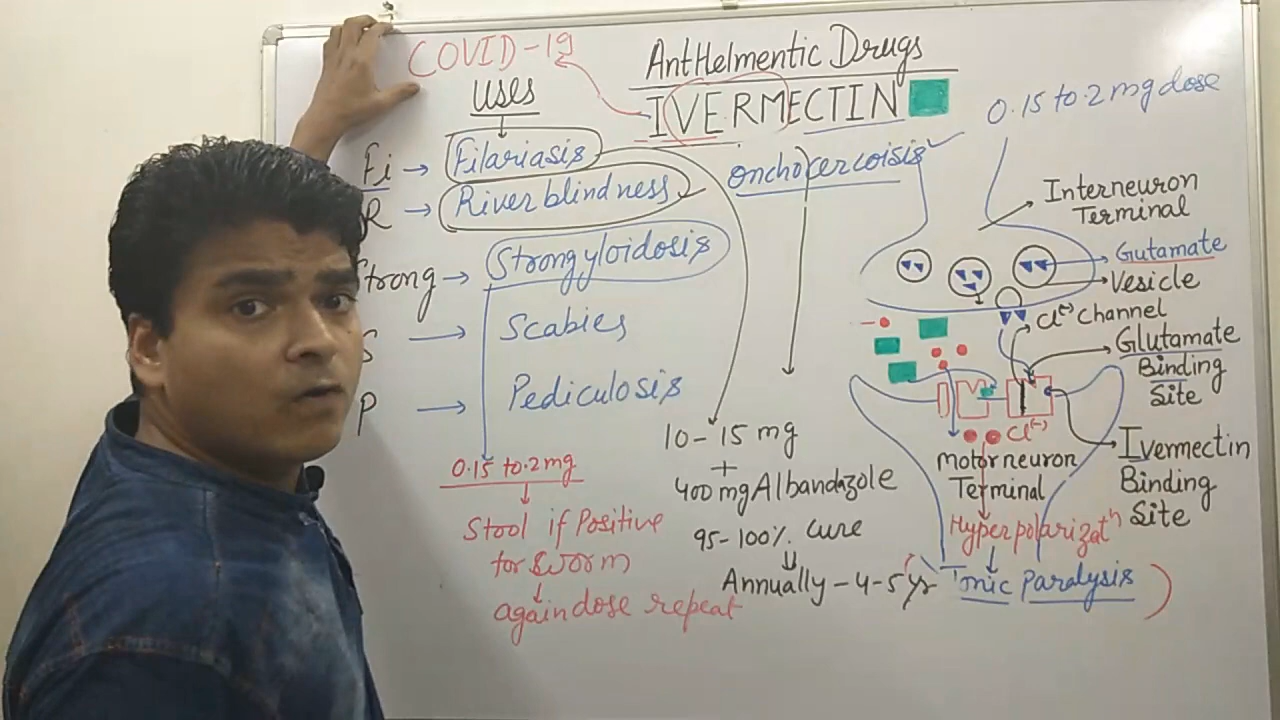 COVID-19
AntHelmentic Drugs
USES
IVERMECTIN
0.15 to.2 mg dose
Fi → Filariasis
R → River blindness
onchocercoisis
Strong → Strongyloidosis
S → Scabies
P → Pediculosis
Interneuron
Terminal
Gutamate
Vesicle
Cl(-) Channel
Glutamate
Binding
Site
Cl(-)
Ivermectin
Binding
Site
motor neuron
Terminal
Hyperpolarizatn
Tonic Paralysis
10-15 mg
+
400 mg Albandazole
95-100% Cure
Annually - 4-5 yr
0.15 to.2 mg
Stool if Positive
for worm
again dose repeat